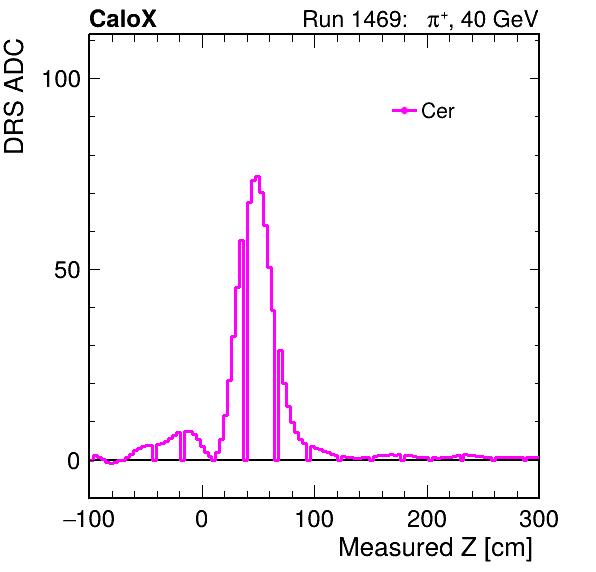 CaloX Run 1469: π⁺, 40 GeV
DRS ADC
100
50
0
Cer
−100 0 100 200 300
Measured Z [cm]